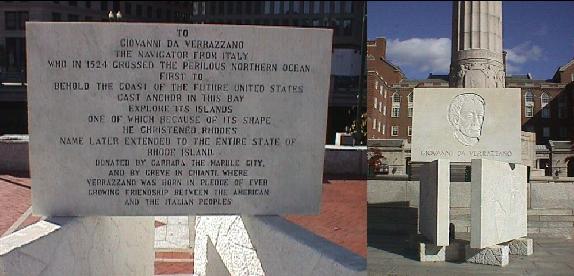 TO
GIOVANNI DA VERRAZZANO
THE NAVIGATOR FROM ITALY
WHO IN 1524 CROSSED THE PERILOUS NORTHERN OCEAN
FIRST TO
BEHOLD THE COAST OF THE FUTURE UNITED STATES
CAST ANCHOR IN THIS BAY
EXPLORE ITS ISLANDS
ONE OF WHICH BECAUSE OF ITS SHAPE
HE CHRISTENED RHODES
NAME LATER EXTENDED TO THE ENTIRE STATE OF
RHODE ISLAND
DONATED BY CARRARA, THE MARBLE CITY,
AND BY GREVE IN CHIANTI, WHERE
VERRAZZANO WAS BORN IN PLEDGE OF EVER
GROWING FRIENDSHIP BETWEEN THE AMERICAN
AND THE ITALIAN PEOPLES
GIOVANNI DA VERRAZZANO